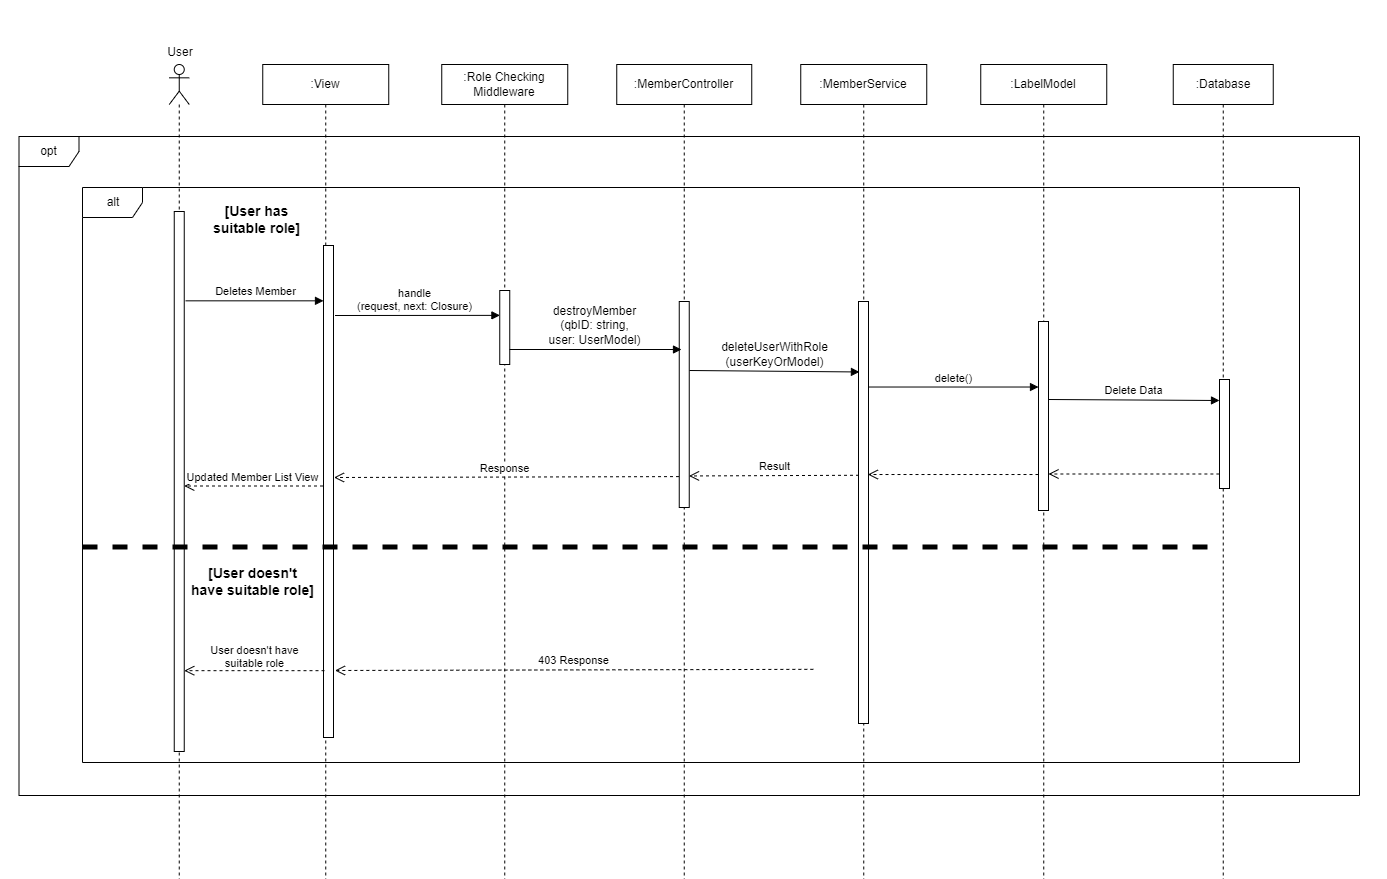 User
:View
:Role Checking
Middleware
:MemberController
:MemberService
:LabelModel
:Database
opt
alt
[User has
suitable role]
Deletes Member
handle
(request, next: Closure)
destroyMember
(qbID: string,
user: UserModel)
deleteUserWithRole
(userKeyOrModel)
delete()
Delete Data
Updated Member List View
Response
Result
[User doesn't
have suitable role]
User doesn't have
suitable role
403 Response